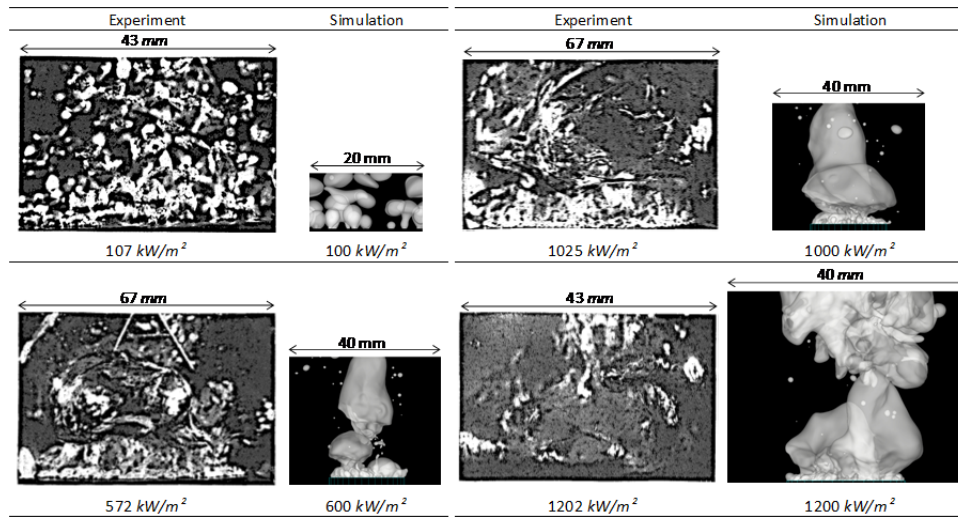 Experiment Simulation Experiment Simulation
43 mm 67 mm
40 mm
20 mm
107 kW/m² 100 kW/m² 1025 kW/m² 1000 kW/m²
67 mm 43 mm 40 mm
40 mm
572 kW/m² 600 kW/m² 1202 kW/m² 1200 kW/m²